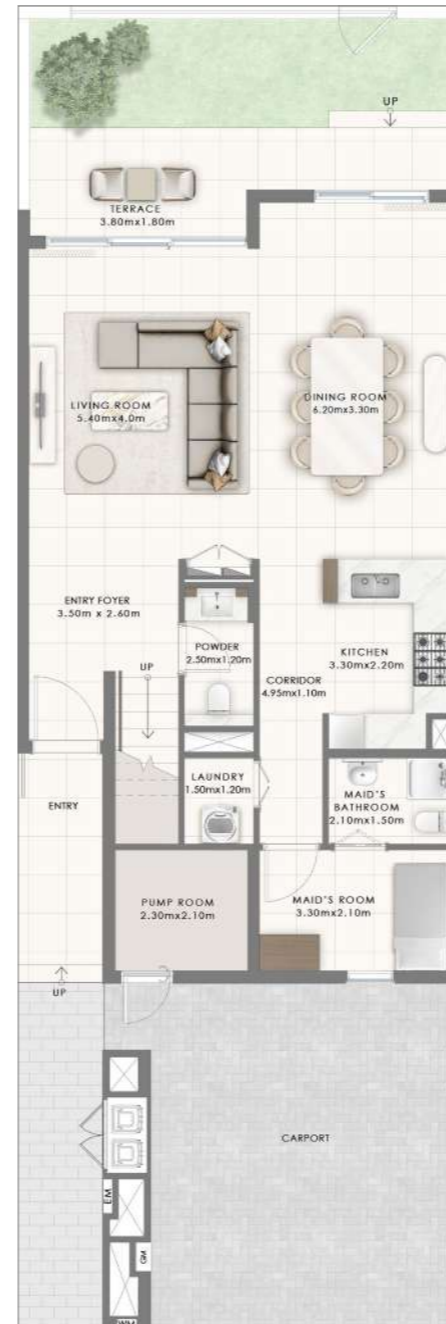 UP
TERRACE
3.80mx1.80m
LIVING ROOM
5.40mx4.0m
DINING ROOM
6.20mx3.30m
ENTRY FOYER
3.50m x 2.60m
UP
POWDER
2.50mx1.20m
KITCHEN
3.30mx2.20m
CORRIDOR
4.95mx1.10m
LAUNDRY
1.50mx1.20m
MAID'S
BATHROOM
2.10mx1.50m
ENTRY
PUMP ROOM
2.30mx2.10m
MAID'S ROOM
3.30mx2.10m
UP
CARPORT
EM
GM
WM